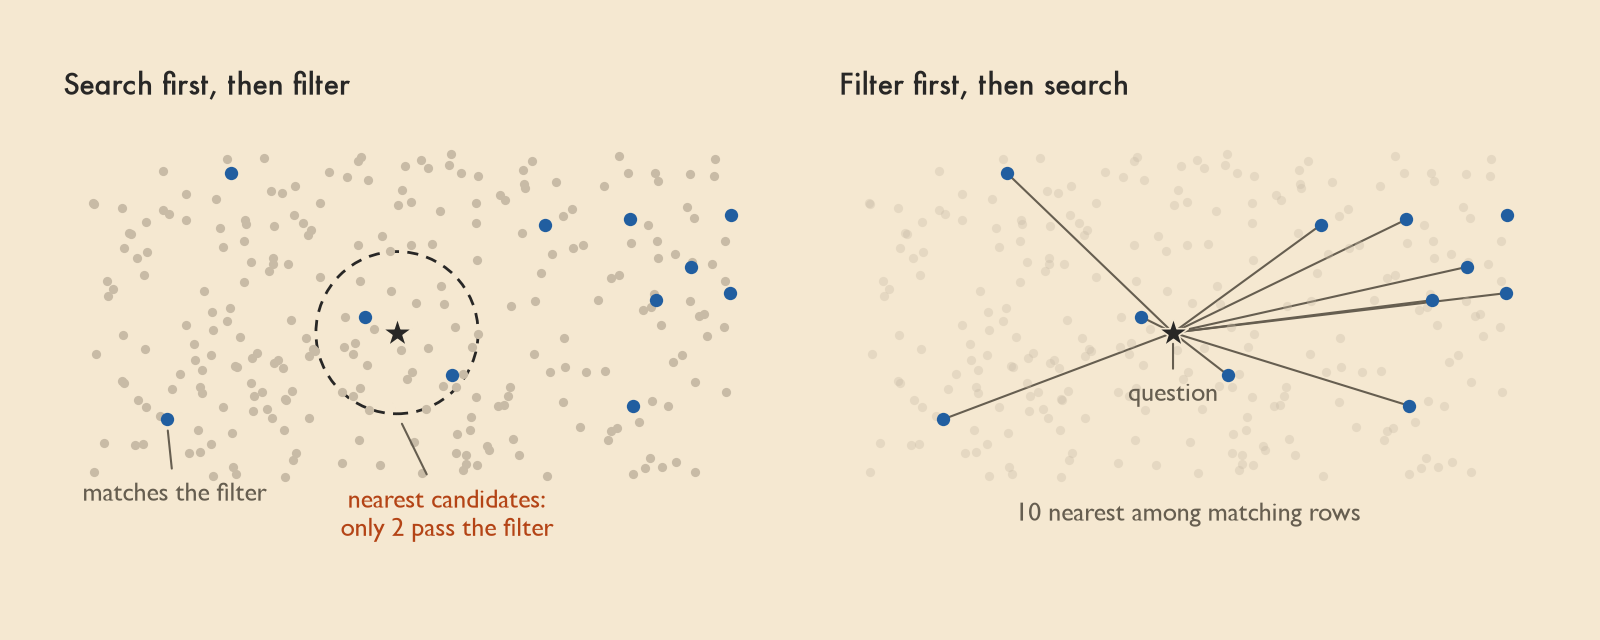 Search first, then filter
matches the filter
nearest candidates:
only 2 pass the filter
Filter first, then search
question
10 nearest among matching rows